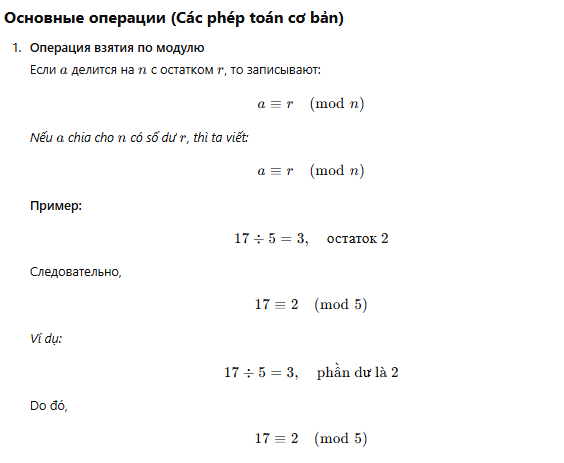 Основные операции (Các phép toán cơ bản)
1. Операция взятия по модулю
Если a делится на n с остатком r, то записывают:
a ≡ r (mod n)
Nếu a chia cho n có số dư r, thì ta viết:
a ≡ r (mod n)
Пример:
17 ÷ 5 = 3, остаток 2
Следовательно,
17 ≡ 2 (mod 5)
Ví dụ:
17 ÷ 5 = 3, phần dư là 2
Do đó,
17 ≡ 2 (mod 5)